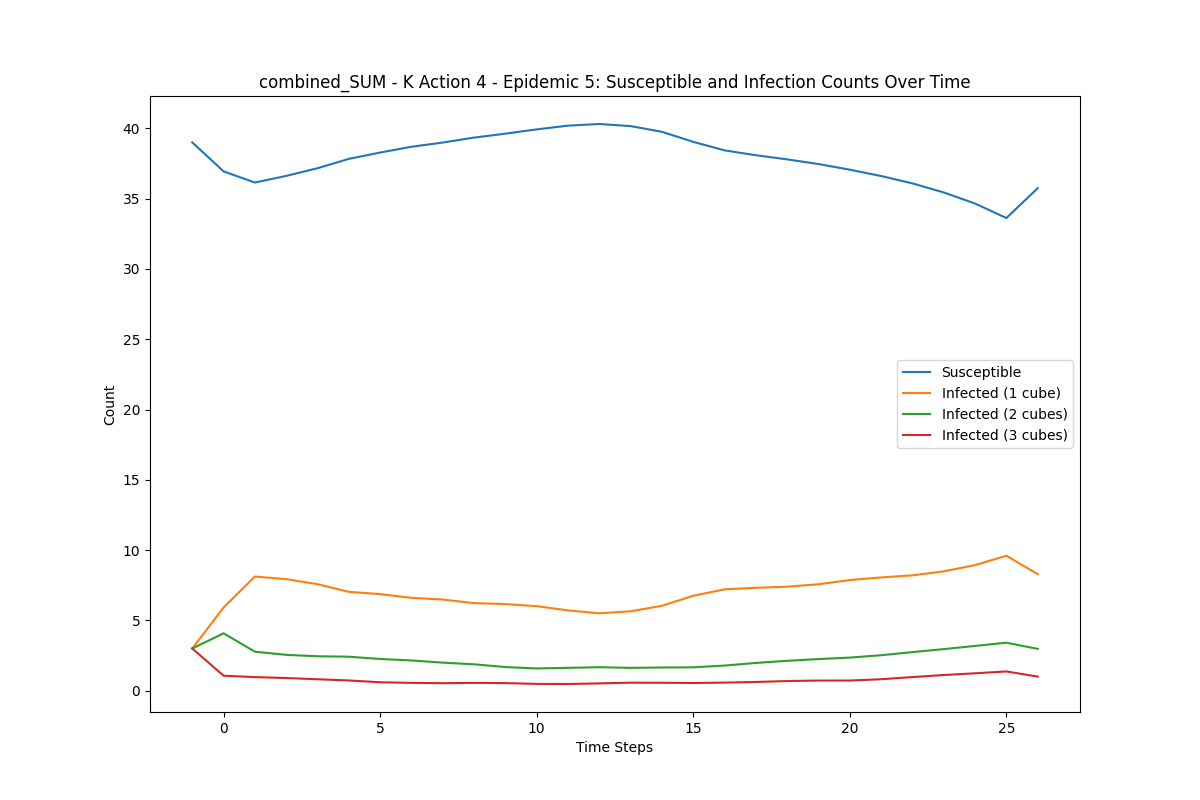 combined_SUM - K Action 4 - Epidemic 5: Susceptible and Infection Counts Over Time
40
35
30
25
20
15
10
5
0
Count
Susceptible
Infected (1 cube)
Infected (2 cubes)
Infected (3 cubes)
0 5 10 15 20 25
Time Steps